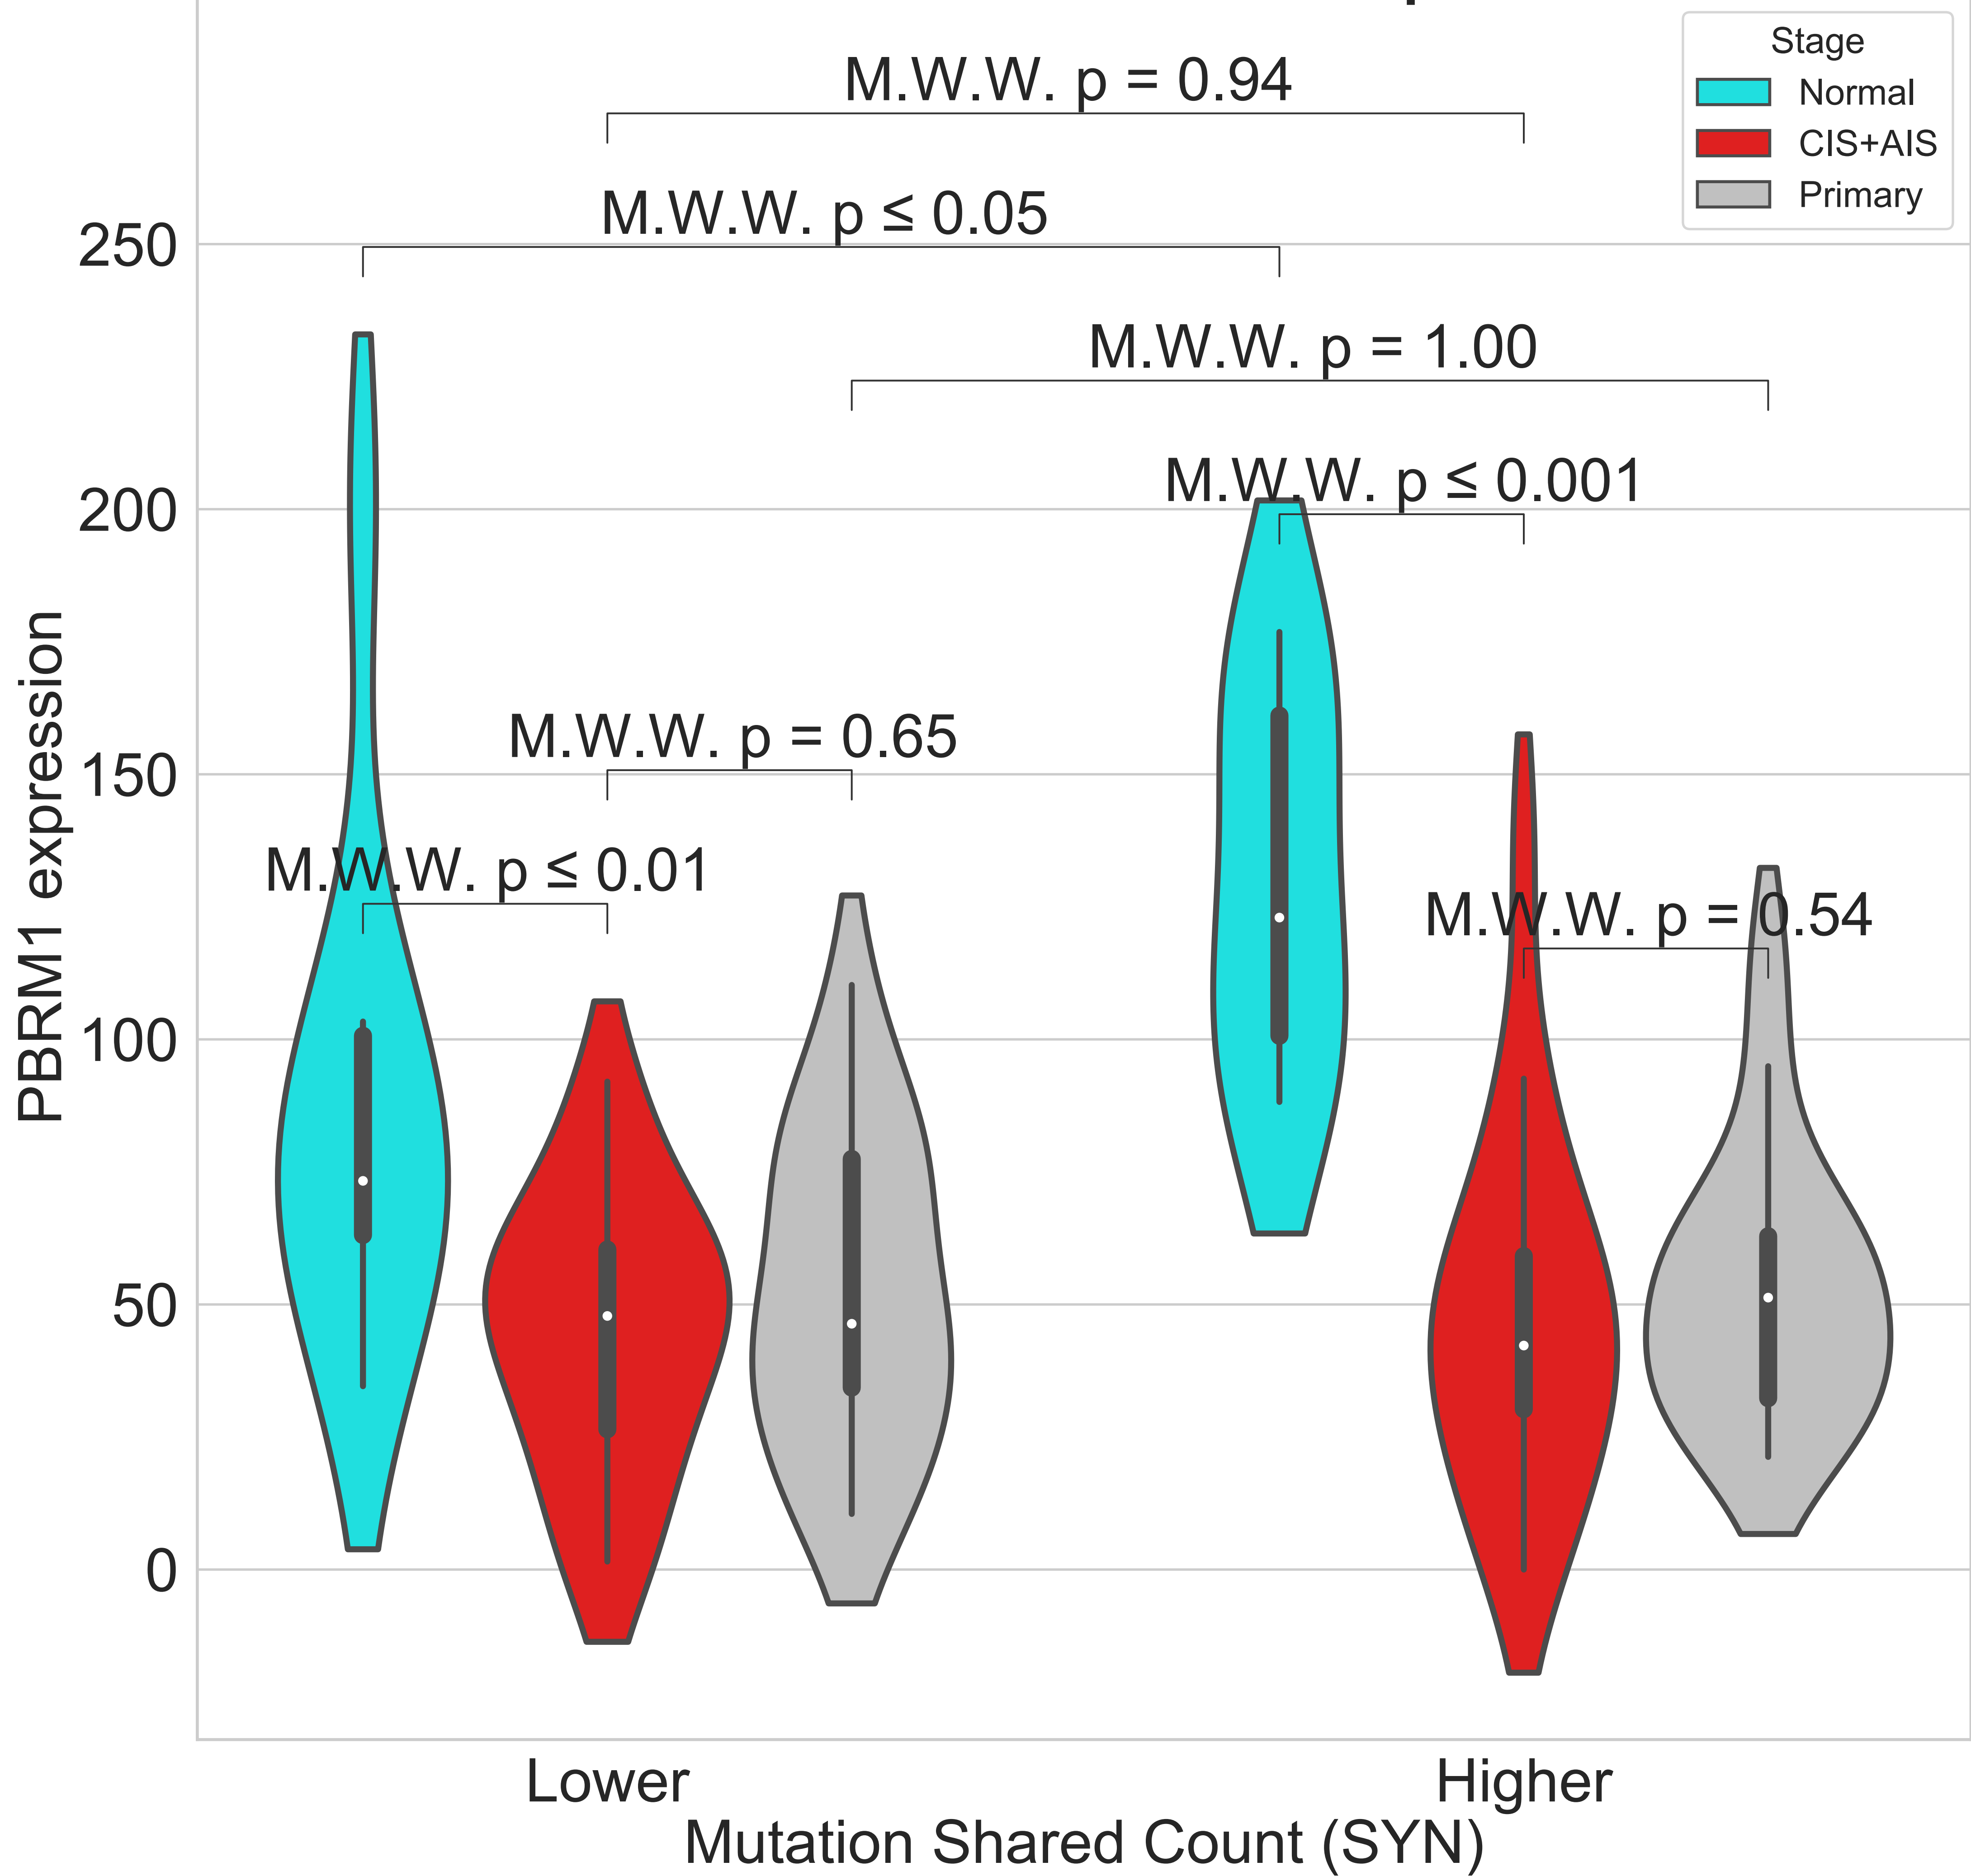 Stage
Normal
CIS+AIS
Primary
M.W.W. p = 0.94
M.W.W. p ≤ 0.05
M.W.W. p = 1.00
M.W.W. p ≤ 0.001
M.W.W. p = 0.65
M.W.W. p ≤ 0.01
M.W.W. p = 0.54
250
200
150
100
50
0
PBRM1 expression
Lower
Higher
Mutation Shared Count (SYN)